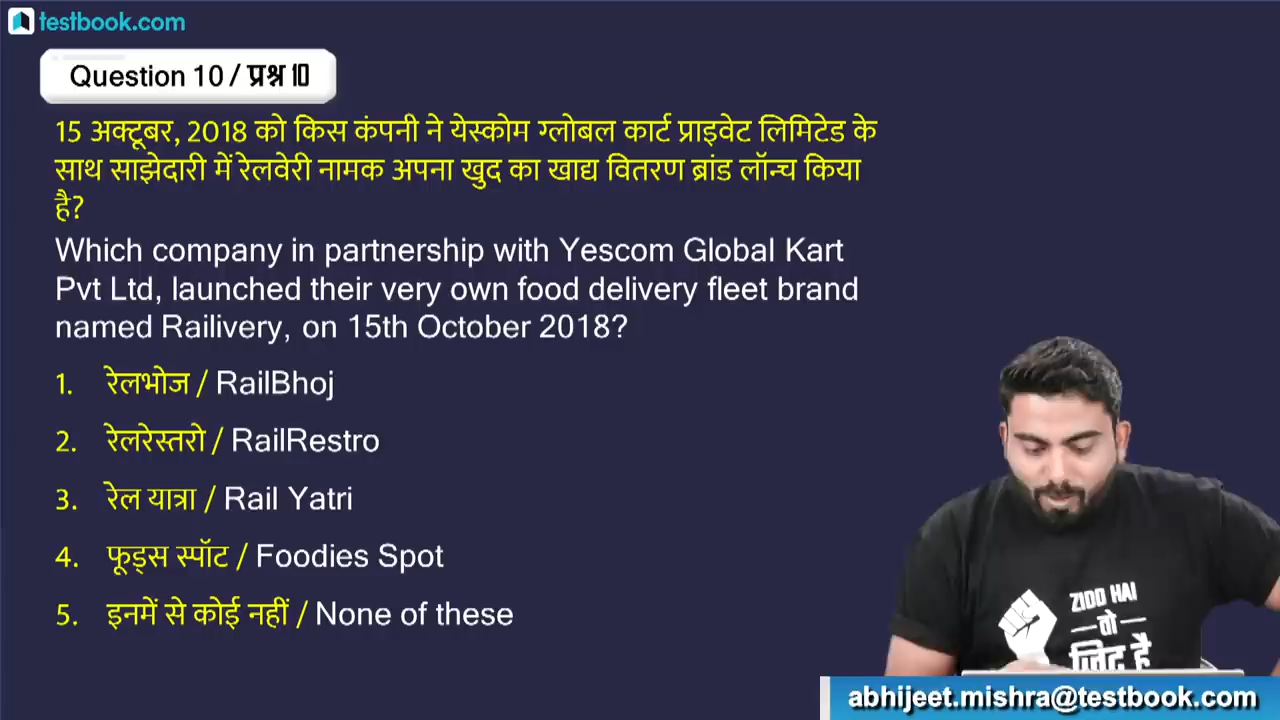 testbook.com
Question 10 / प्रश्न 10
15 अक्टूबर, 2018 को किस कंपनी ने येस्कोम ग्लोबल कार्ट प्राइवेट लिमिटेड के
साथ साझेदारी में रेलवेरी नामक अपना खुद का खाद्य वितरण ब्रांड लॉन्च किया
है?
Which company in partnership with Yescom Global Kart
Pvt Ltd, launched their very own food delivery fleet brand
named Railivery, on 15th October 2018?
1. रेलभोज / RailBhoj
2. रेलरेस्तरो / RailRestro
3. रेल यात्रा / Rail Yatri
4. फूड्स स्पॉट / Foodies Spot
5. इनमें से कोई नहीं / None of these
ZIDD HAI
तो
ज़िद है
abhijeet.mishra@testbook.com